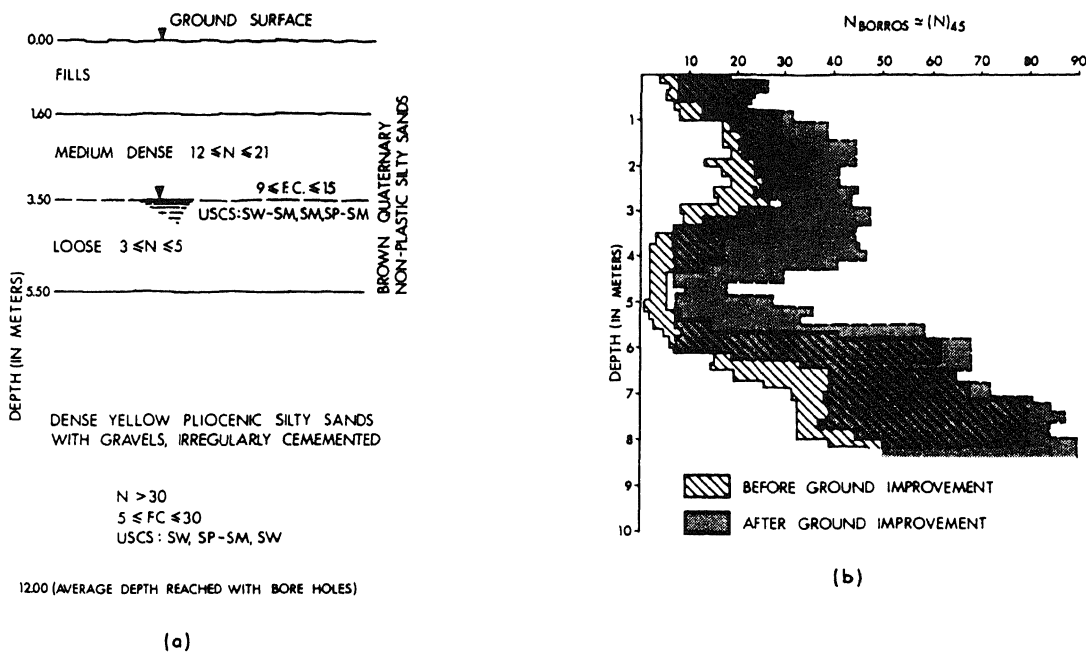 GROUND SURFACE
0.00
FILLS
1.60
MEDIUM DENSE 12 ≤ N ≤ 21
9 ≤ F.C. ≤ 15
3.50
USCS: SW-SM, SM, SP-SM
LOOSE 3 ≤ N ≤ 5
5.50
BROWN QUATERNARY
NON-PLASTIC SILTY SANDS
DEPTH (IN METERS)
DENSE YELLOW PLIOCENIC SILTY SANDS
WITH GRAVELS, IRREGULARLY CEMEMENTED
N > 30
5 ≤ FC ≤ 30
USCS: SW, SP-SM, SW
12.00 (AVERAGE DEPTH REACHED WITH BORE HOLES)
(a)
N BORROS ≃ (N)45
10 20 30 40 50 60 70 80 90
1
2
3
4
5
6
7
8
9
10
DEPTH (IN METERS)
BEFORE GROUND IMPROVEMENT
AFTER GROUND IMPROVEMENT
(b)